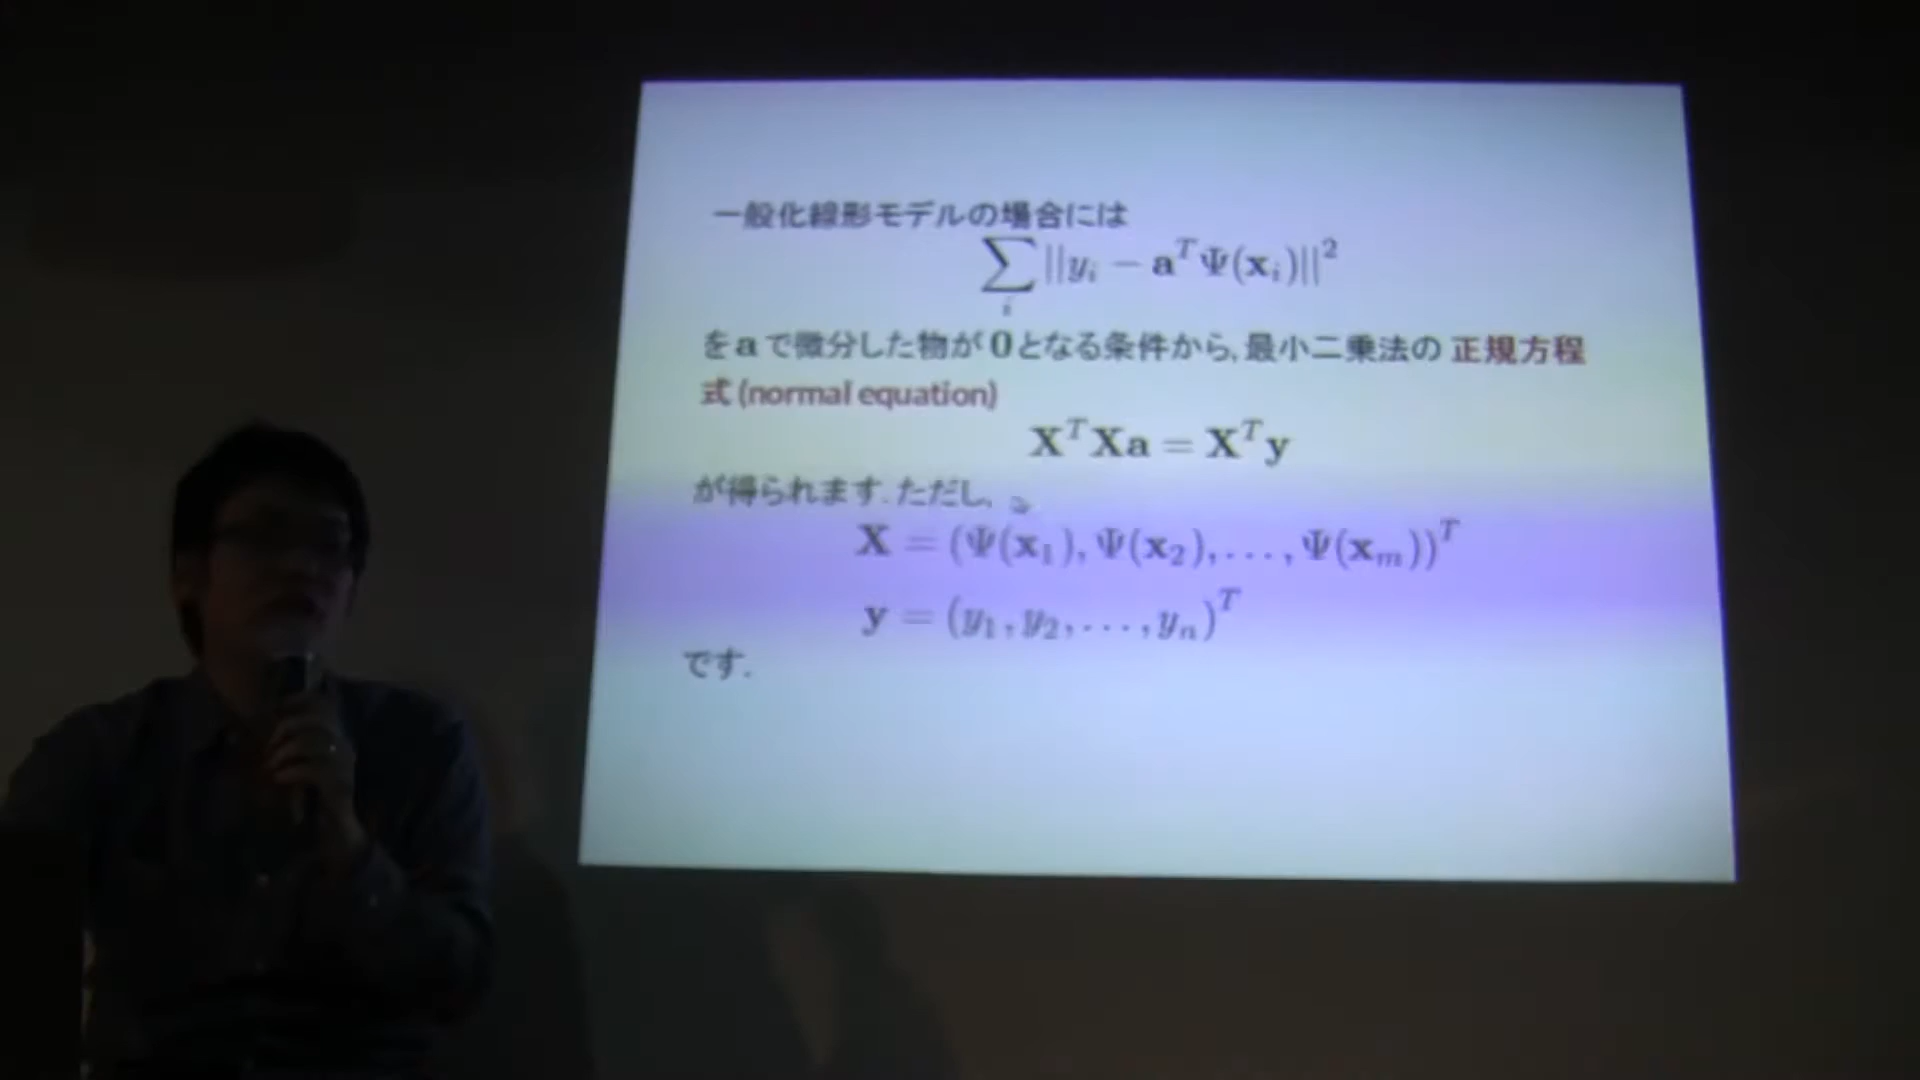 一般化線形モデルの場合には
∑_i ||y_i − a^T Ψ(x_i)||^2
をaで微分した物が0となる条件から, 最小二乗法の 正規方程
式 (normal equation)
X^T X a = X^T y
が得られます. ただし,
X = (Ψ(x_1), Ψ(x_2), . . . , Ψ(x_m))^T
y = (y_1, y_2, . . . , y_n)^T
です.